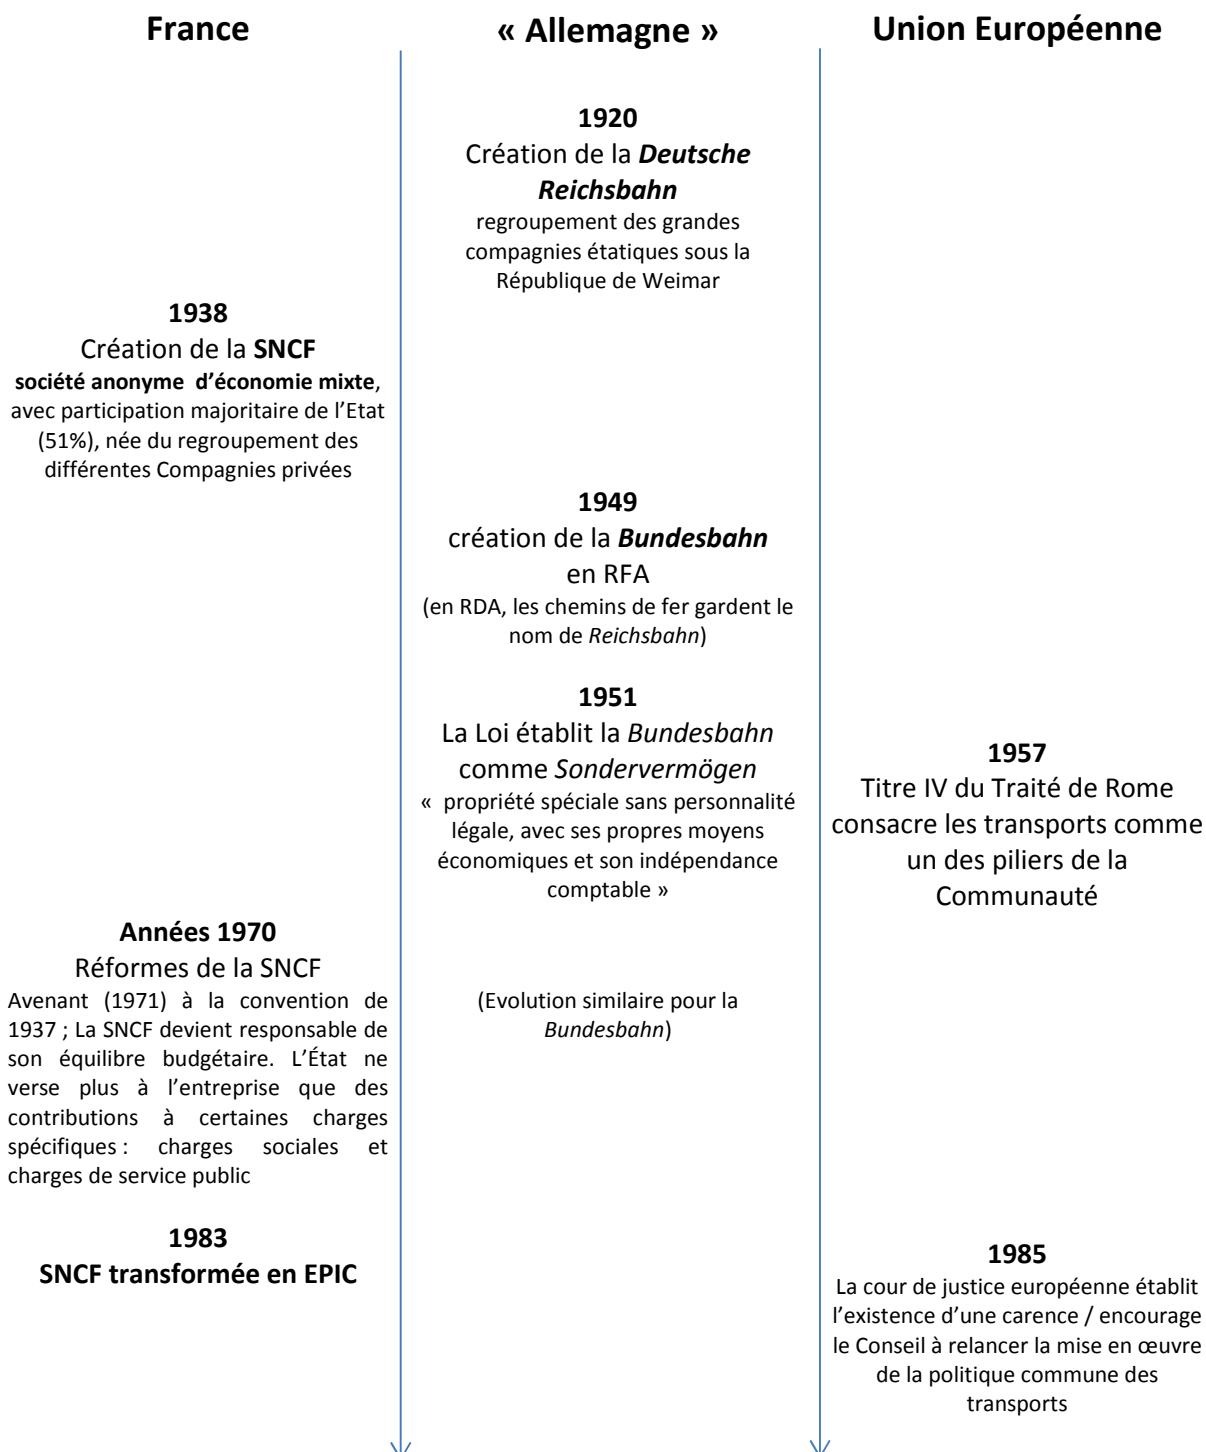 France
« Allemagne »
Union Européenne
1920
Création de la Deutsche
Reichsbahn
regroupement des grandes
compagnies étatiques sous la
République de Weimar
1938
Création de la SNCF
société anonyme  d’économie mixte,
avec participation majoritaire de l’Etat
(51%), née du regroupement des
différentes Compagnies privées
1949
création de la Bundesbahn
en RFA
(en RDA, les chemins de fer gardent le
nom de Reichsbahn)
1951
La Loi établit la Bundesbahn
comme Sondervermögen
«  propriété spéciale sans personnalité
légale, avec ses propres moyens
économiques et son indépendance
comptable »
1957
Titre IV du Traité de Rome
consacre les transports comme
un des piliers de la
Communauté
Années 1970
Réformes de la SNCF
Avenant (1971) à la convention de
1937 ; La SNCF devient responsable de
son équilibre budgétaire. L’État ne
verse plus à l’entreprise que des
contributions à certaines charges
spécifiques : charges sociales et
charges de service public
(Evolution similaire pour la
Bundesbahn)
1983
SNCF transformée en EPIC
1985
La cour de justice européenne établit
l’existence d’une carence / encourage
le Conseil à relancer la mise en œuvre
de la politique commune des
transports